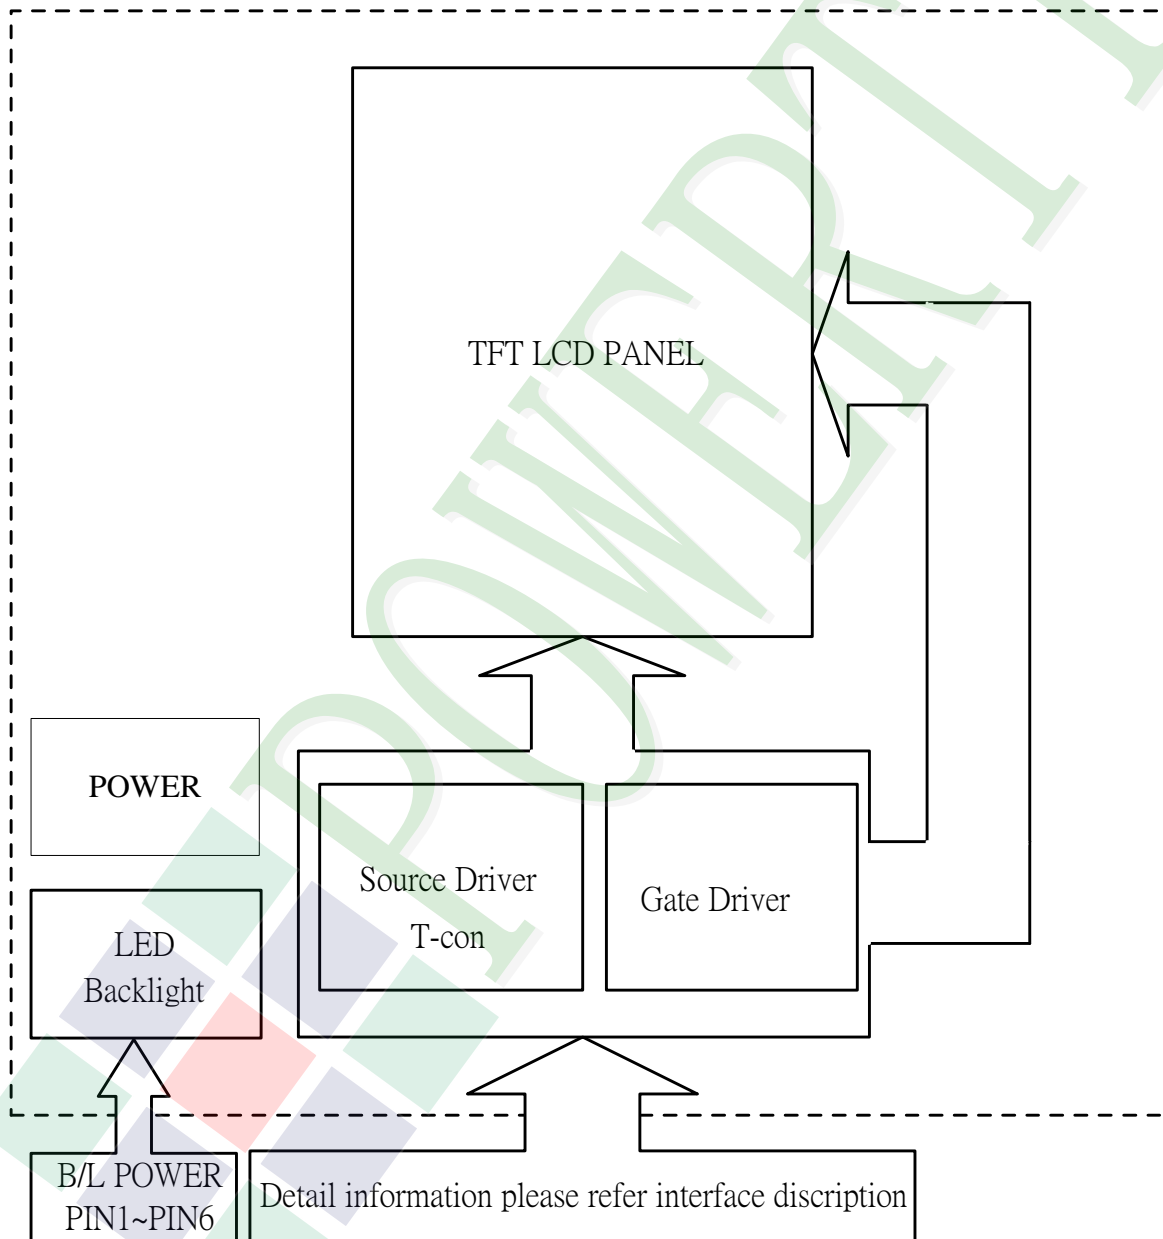 TFT LCD PANEL
POWER
Source Driver
T-con
Gate Driver
LED
Backlight
B/L POWER
PIN1~PIN6
Detail information please refer interface discription
POWERT